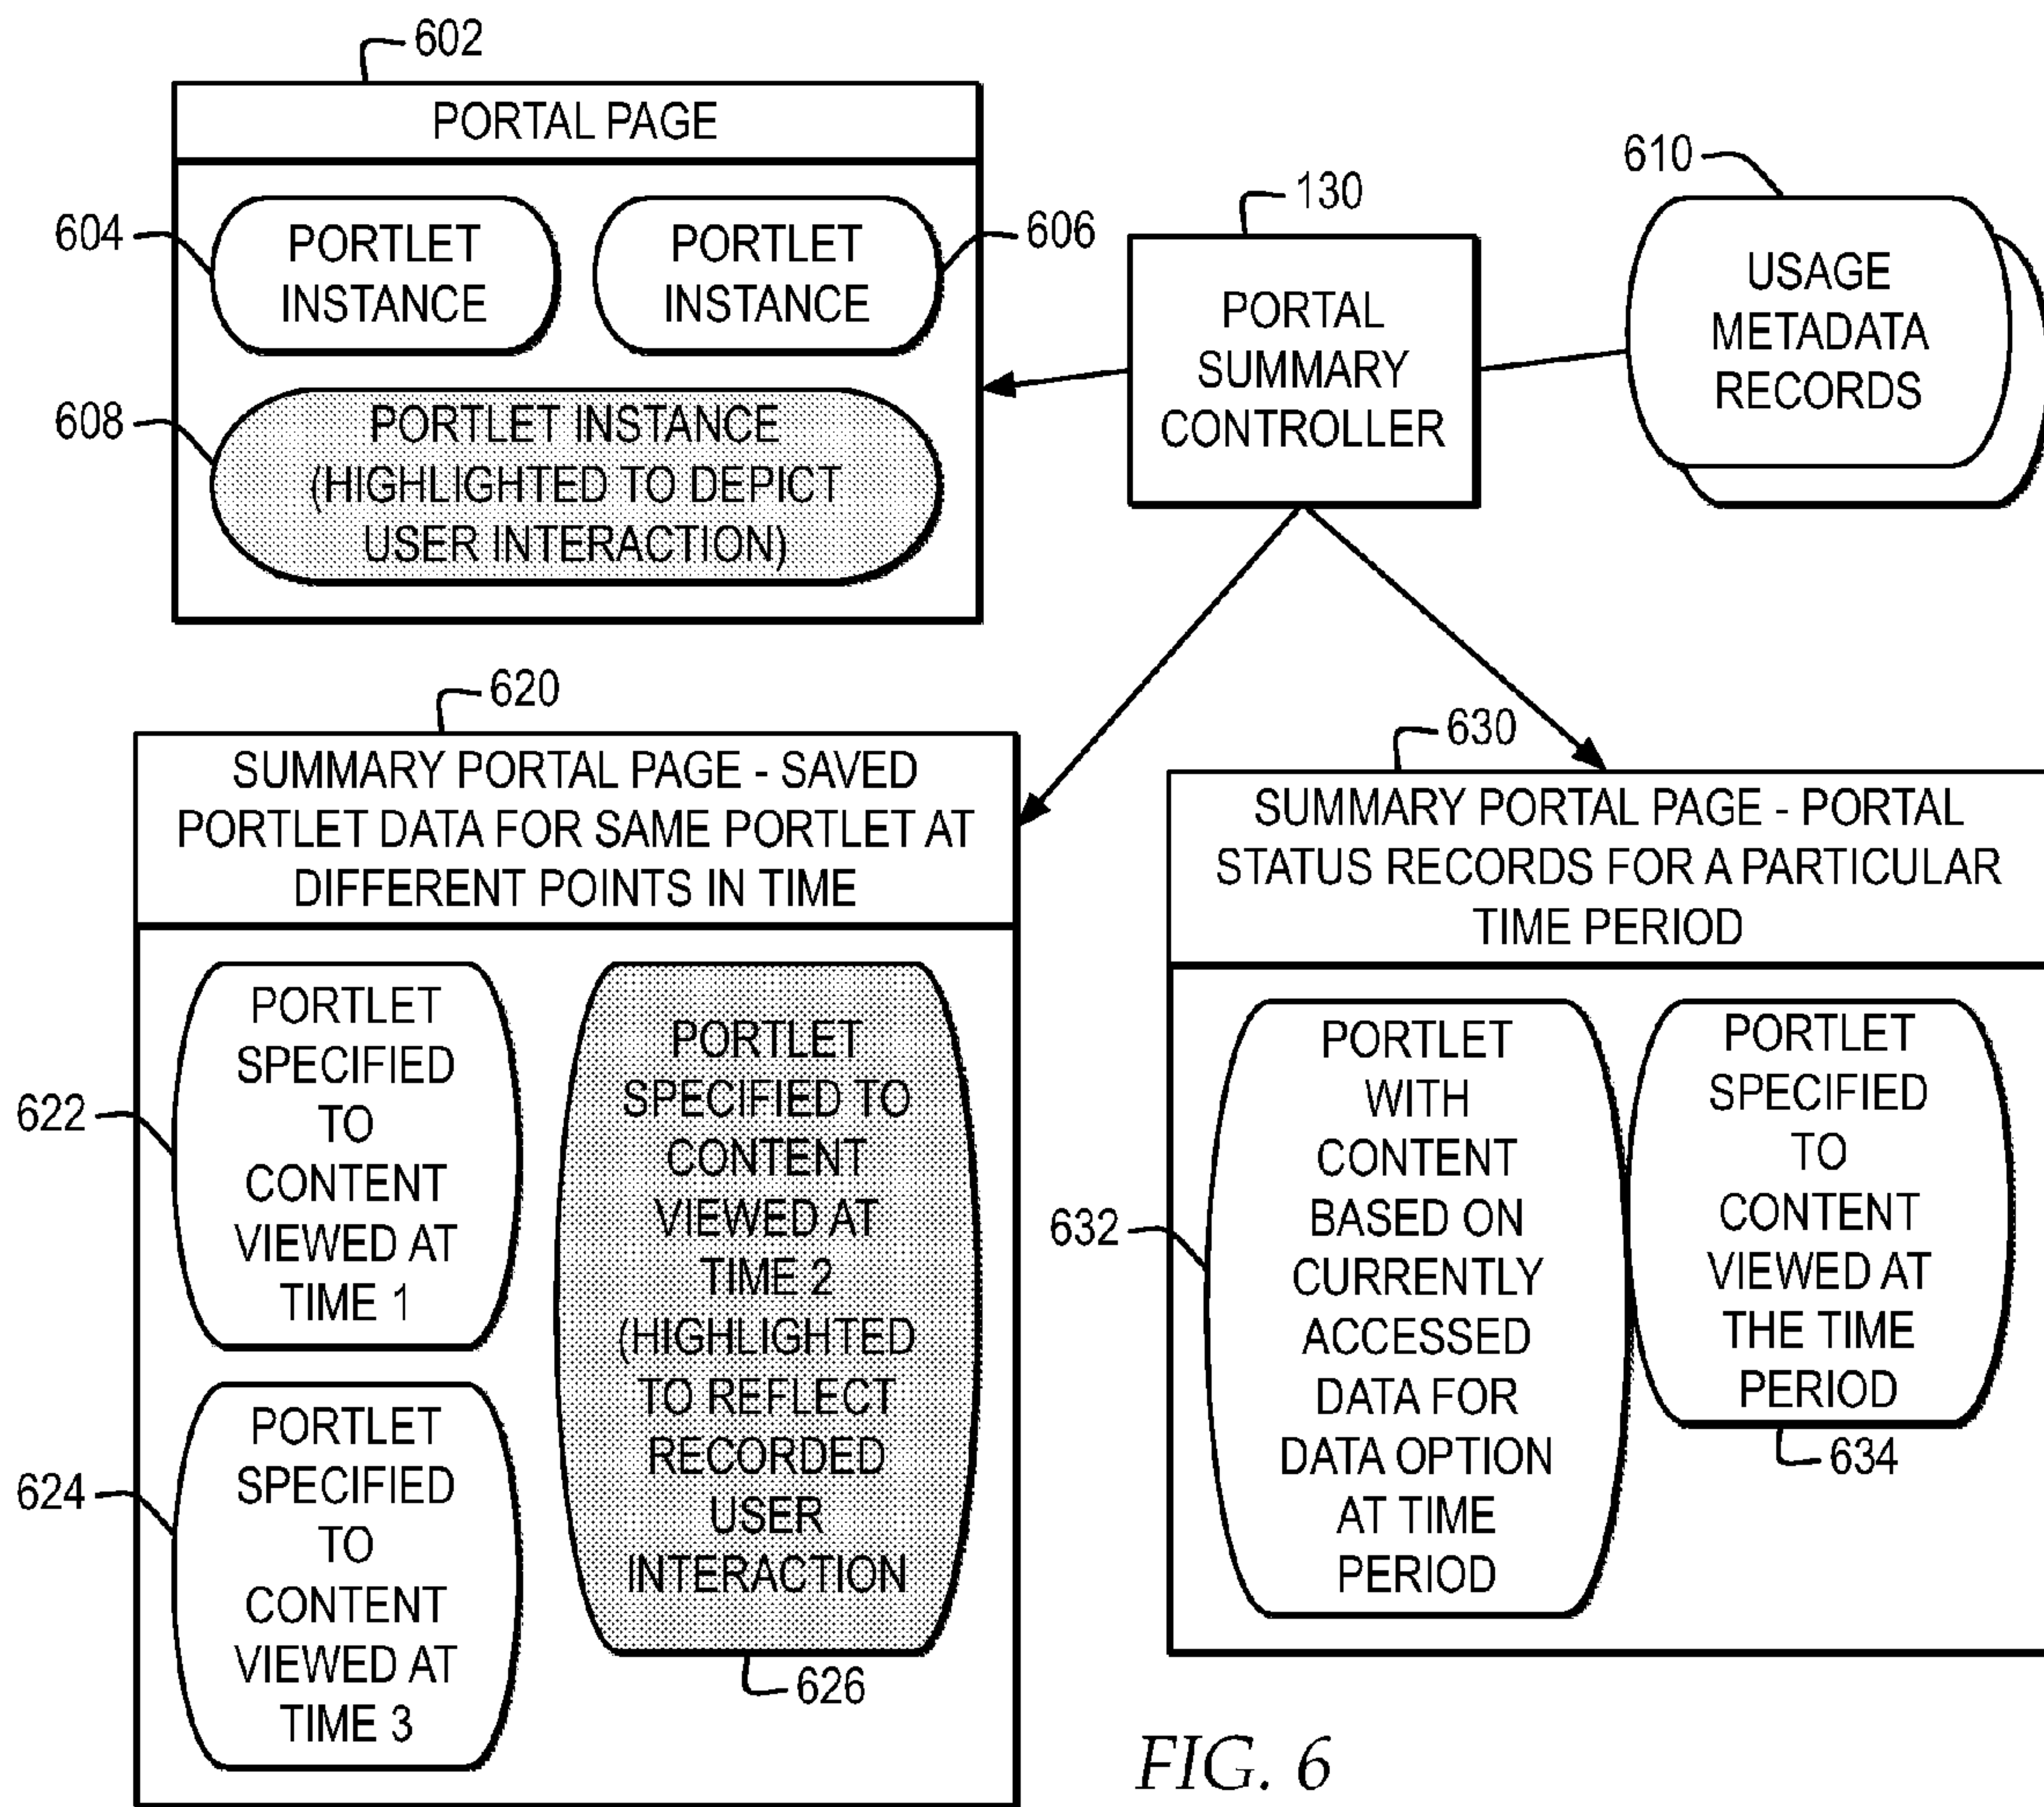 602
PORTAL PAGE
604
PORTLET
INSTANCE
PORTLET
INSTANCE
606
608
PORTLET INSTANCE
(HIGHLIGHTED TO DEPICT
USER INTERACTION)
130
PORTAL
SUMMARY
CONTROLLER
610
USAGE
METADATA
RECORDS
620
SUMMARY PORTAL PAGE - SAVED
PORTLET DATA FOR SAME PORTLET AT
DIFFERENT POINTS IN TIME
622
PORTLET
SPECIFIED
TO
CONTENT
VIEWED AT
TIME 1
624
PORTLET
SPECIFIED
TO
CONTENT
VIEWED AT
TIME 3
PORTLET
SPECIFIED TO
CONTENT
VIEWED AT
TIME 2
(HIGHLIGHTED
TO REFLECT
RECORDED
USER
INTERACTION
626
630
SUMMARY PORTAL PAGE - PORTAL
STATUS RECORDS FOR A PARTICULAR
TIME PERIOD
632
PORTLET
WITH
CONTENT
BASED ON
CURRENTLY
ACCESSED
DATA FOR
DATA OPTION
AT TIME
PERIOD
PORTLET
SPECIFIED
TO
CONTENT
VIEWED AT
THE TIME
PERIOD
634
FIG. 6